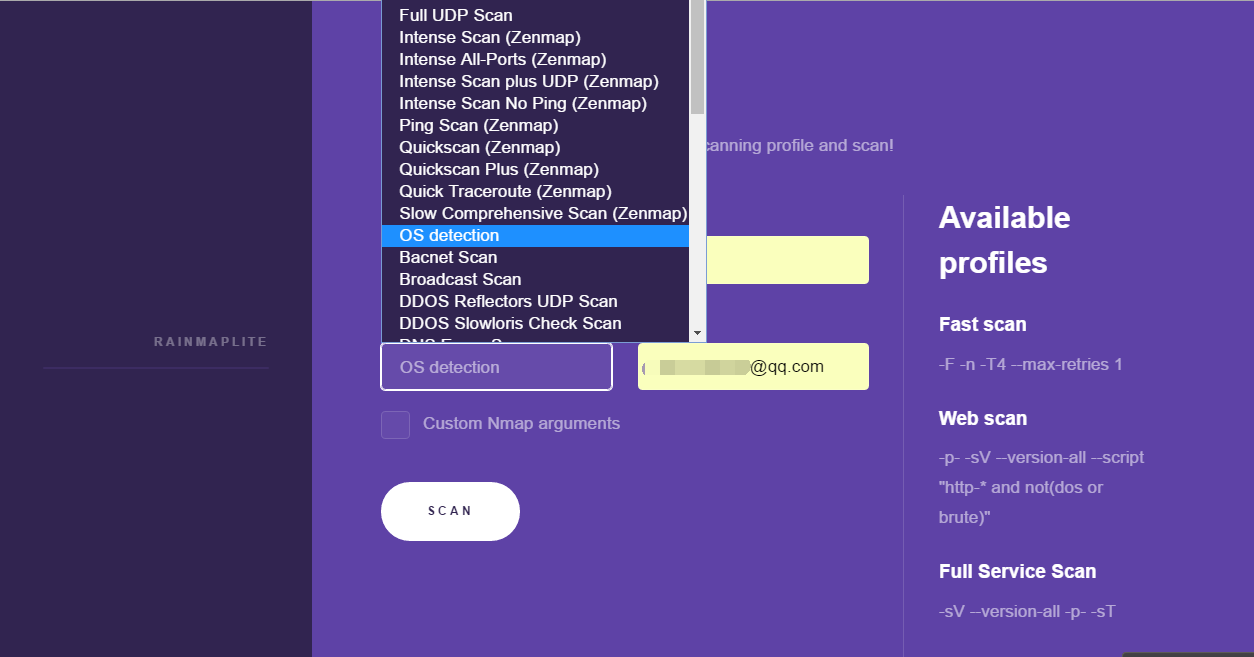 Full UDP Scan
Intense Scan (Zenmap)
Intense All-Ports (Zenmap)
Intense Scan plus UDP (Zenmap)
Intense Scan No Ping (Zenmap)
Ping Scan (Zenmap)
Quickscan (Zenmap)
Quickscan Plus (Zenmap)
Quick Traceroute (Zenmap)
Slow Comprehensive Scan (Zenmap)
OS detection
Bacnet Scan
Broadcast Scan
DDOS Reflectors UDP Scan
DDOS Slowloris Check Scan
canning profile and scan!
RAINMAPLITE
OS detection
@qq.com
Custom Nmap arguments
SCAN
Available
profiles
Fast scan
-F -n -T4 --max-retries 1
Web scan
-p- -sV --version-all --script
"http-* and not(dos or
brute)"
Full Service Scan
-sV --version-all -p- -sT